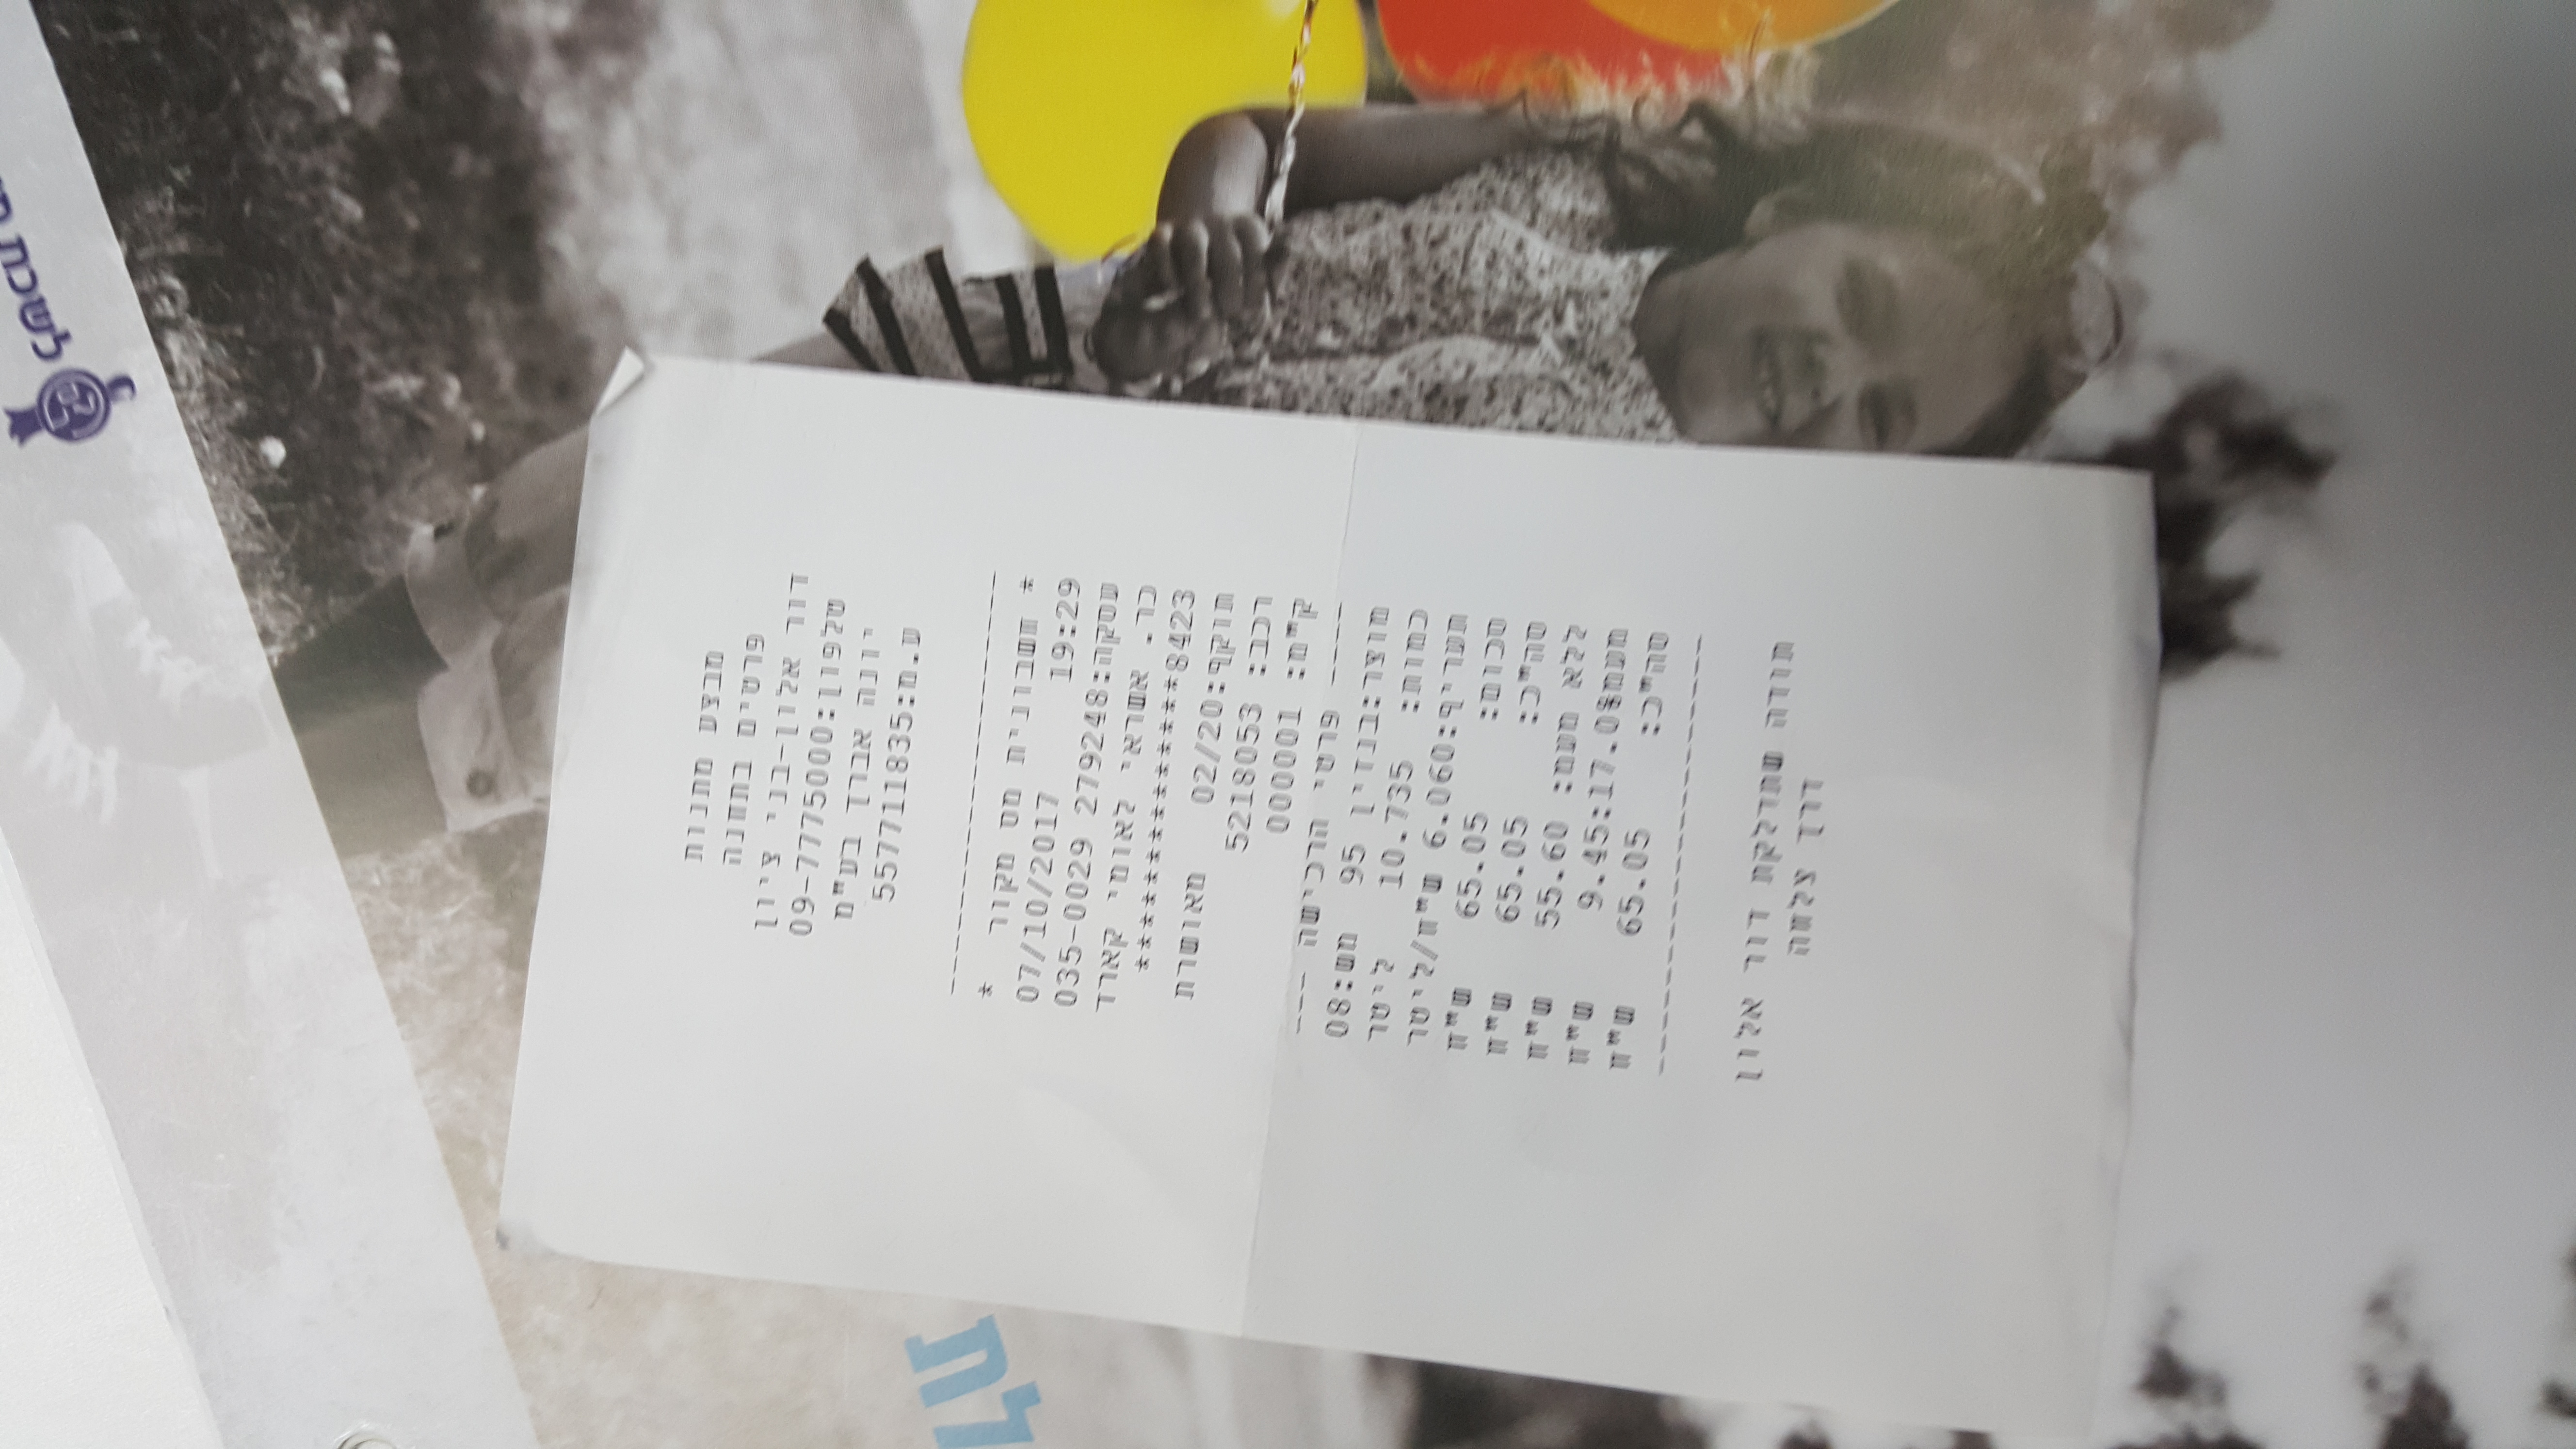 מבצע מתנות
פרטים בתחנה
דור אלון-בני ציון
טלפון:09-7775000
יונה אברך בע"מ
ע.מ:557711835
--------------------
* חשבונית מס מקור *
19:29 07/10/2017
עסקה:279248 035-0029
כר. אשראי לאומי קארד
**************8423
תוקף:02/20 מאושרת
רכב: 5218053
ק"מ: 000001
---- פרטי הרכישה ---
מוצר:בנזין 95 מש:08
כמות: 10.735 ליטר
תעריף:6.060 ש"ח/ליטר
סכום: 65.05 ש"ח
סה"כ: 65.05 ש"ח
ללא מעמ: 55.60 ש"ח
מעמ%17.0:9.45 ש"ח
סה"כ: 65.05 ש"ח
--------------------
תודה שתדלקת דור אלון
דרך צלחה